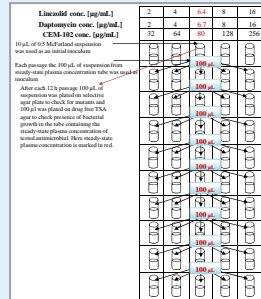 Linezolid conc. [µg/mL] 2 4 6.4 8 16
Daptomycin conc. [µg/mL] 2 4 6.7 8 16
CEM-102 conc. [µg/mL] 32 64 80 128 256
10 µL of 0.5 McFarland suspension
was used as an initial inoculum
Each passage the 100 µL of suspension from
steady-state plasma concentration tube was used as
inoculum
After each 12 h passage 100 µL of
suspension was plated on selective
agar plate to check for mutants and
100 µl was plated on drug free TSA
agar to check presence of bacterial
growth in the tube containing the
steady-state plasma concentration of
tested antimicrobial. Here steady-state
plasma concentration is marked in red.
100 µL
100 µL
100 µL
100 µL
100 µL
100 µL
100 µL
100 µL